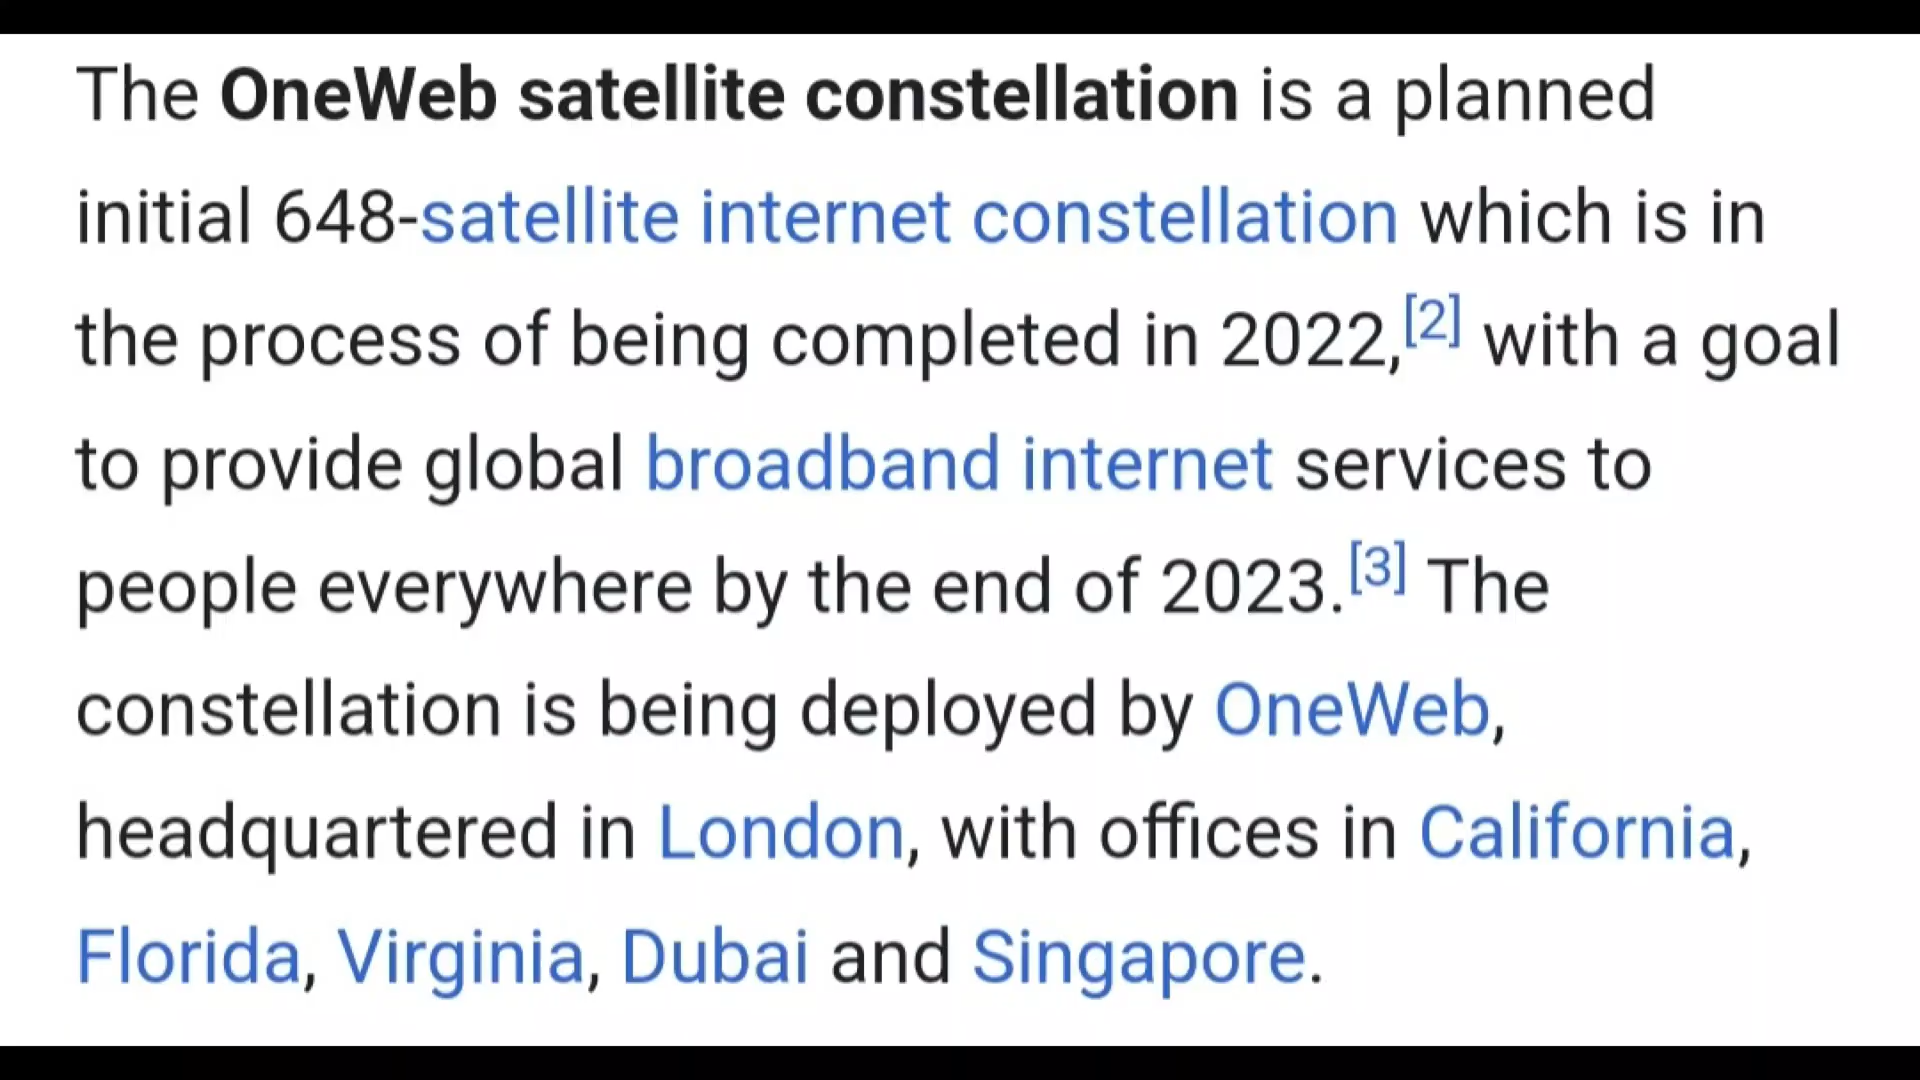 The OneWeb satellite constellation is a planned
initial 648-satellite internet constellation which is in
the process of being completed in 2022,[2] with a goal
to provide global broadband internet services to
people everywhere by the end of 2023.[3] The
constellation is being deployed by OneWeb,
headquartered in London, with offices in California,
Florida, Virginia, Dubai and Singapore.